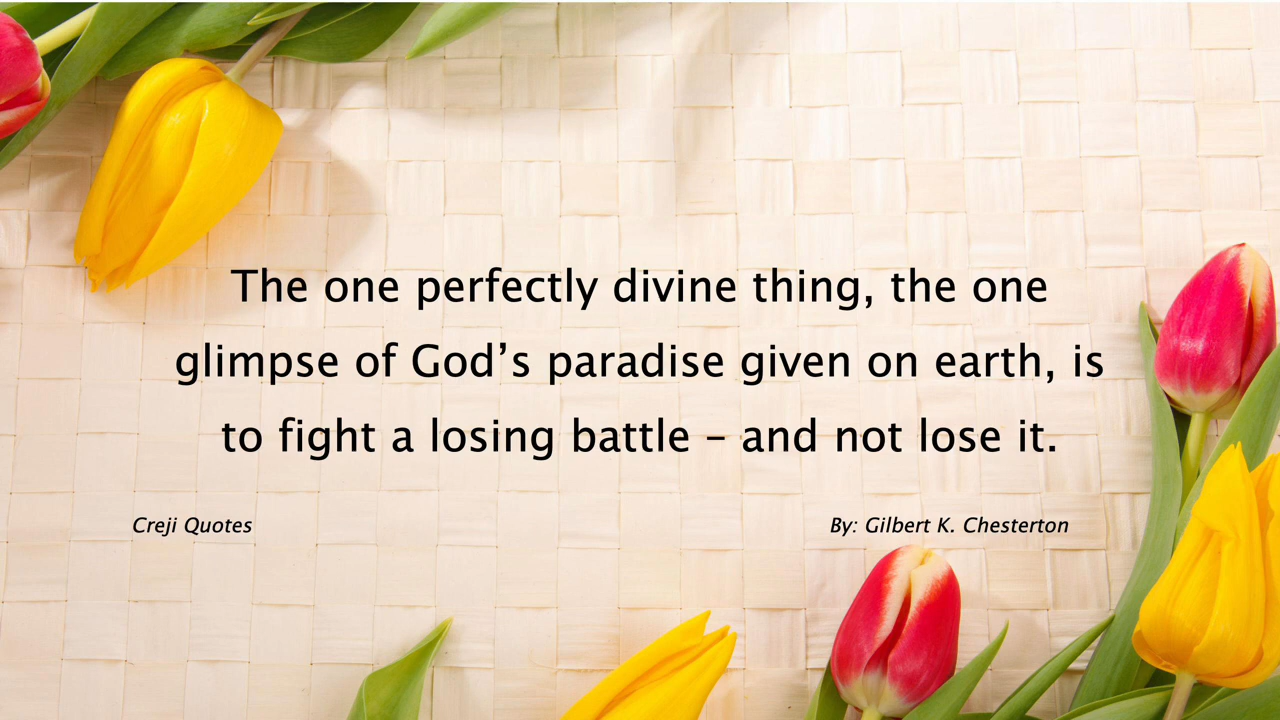 The one perfectly divine thing, the one
glimpse of God’s paradise given on earth, is
to fight a losing battle – and not lose it.
Creji Quotes
By: Gilbert K. Chesterton